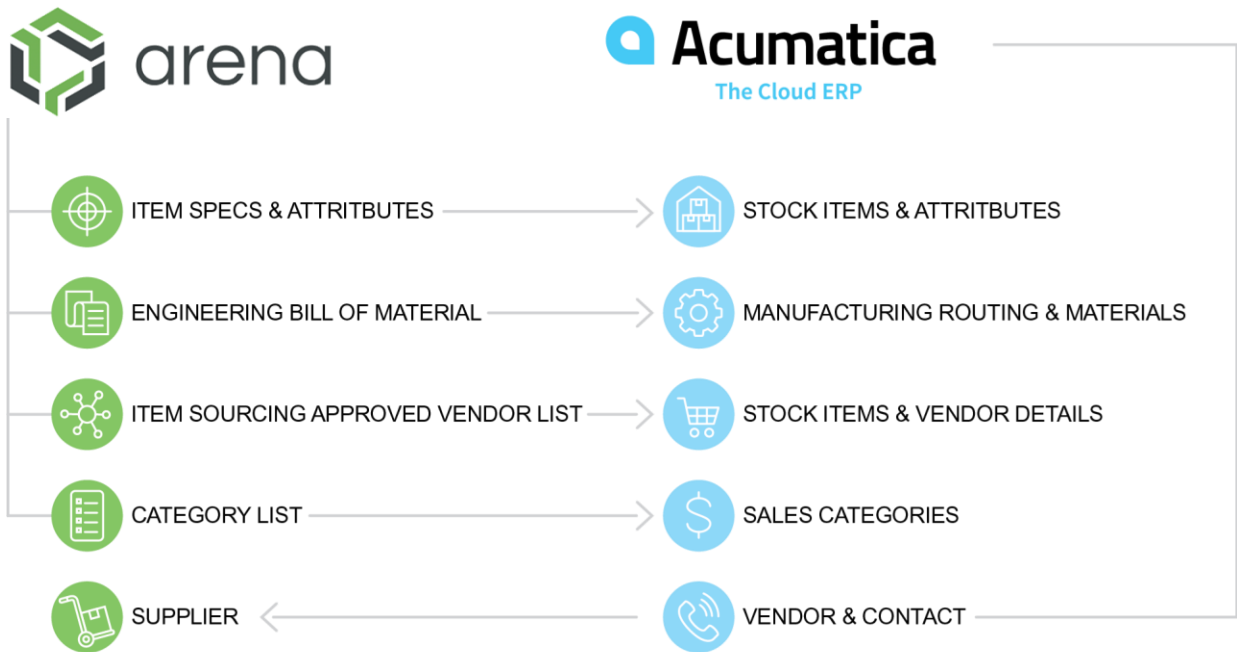 arena
Acumatica
The Cloud ERP
ITEM SPECS & ATTRITBUTES
STOCK ITEMS & ATTRITBUTES
ENGINEERING BILL OF MATERIAL
MANUFACTURING ROUTING & MATERIALS
ITEM SOURCING APPROVED VENDOR LIST
STOCK ITEMS & VENDOR DETAILS
CATEGORY LIST
SALES CATEGORIES
SUPPLIER
VENDOR & CONTACT